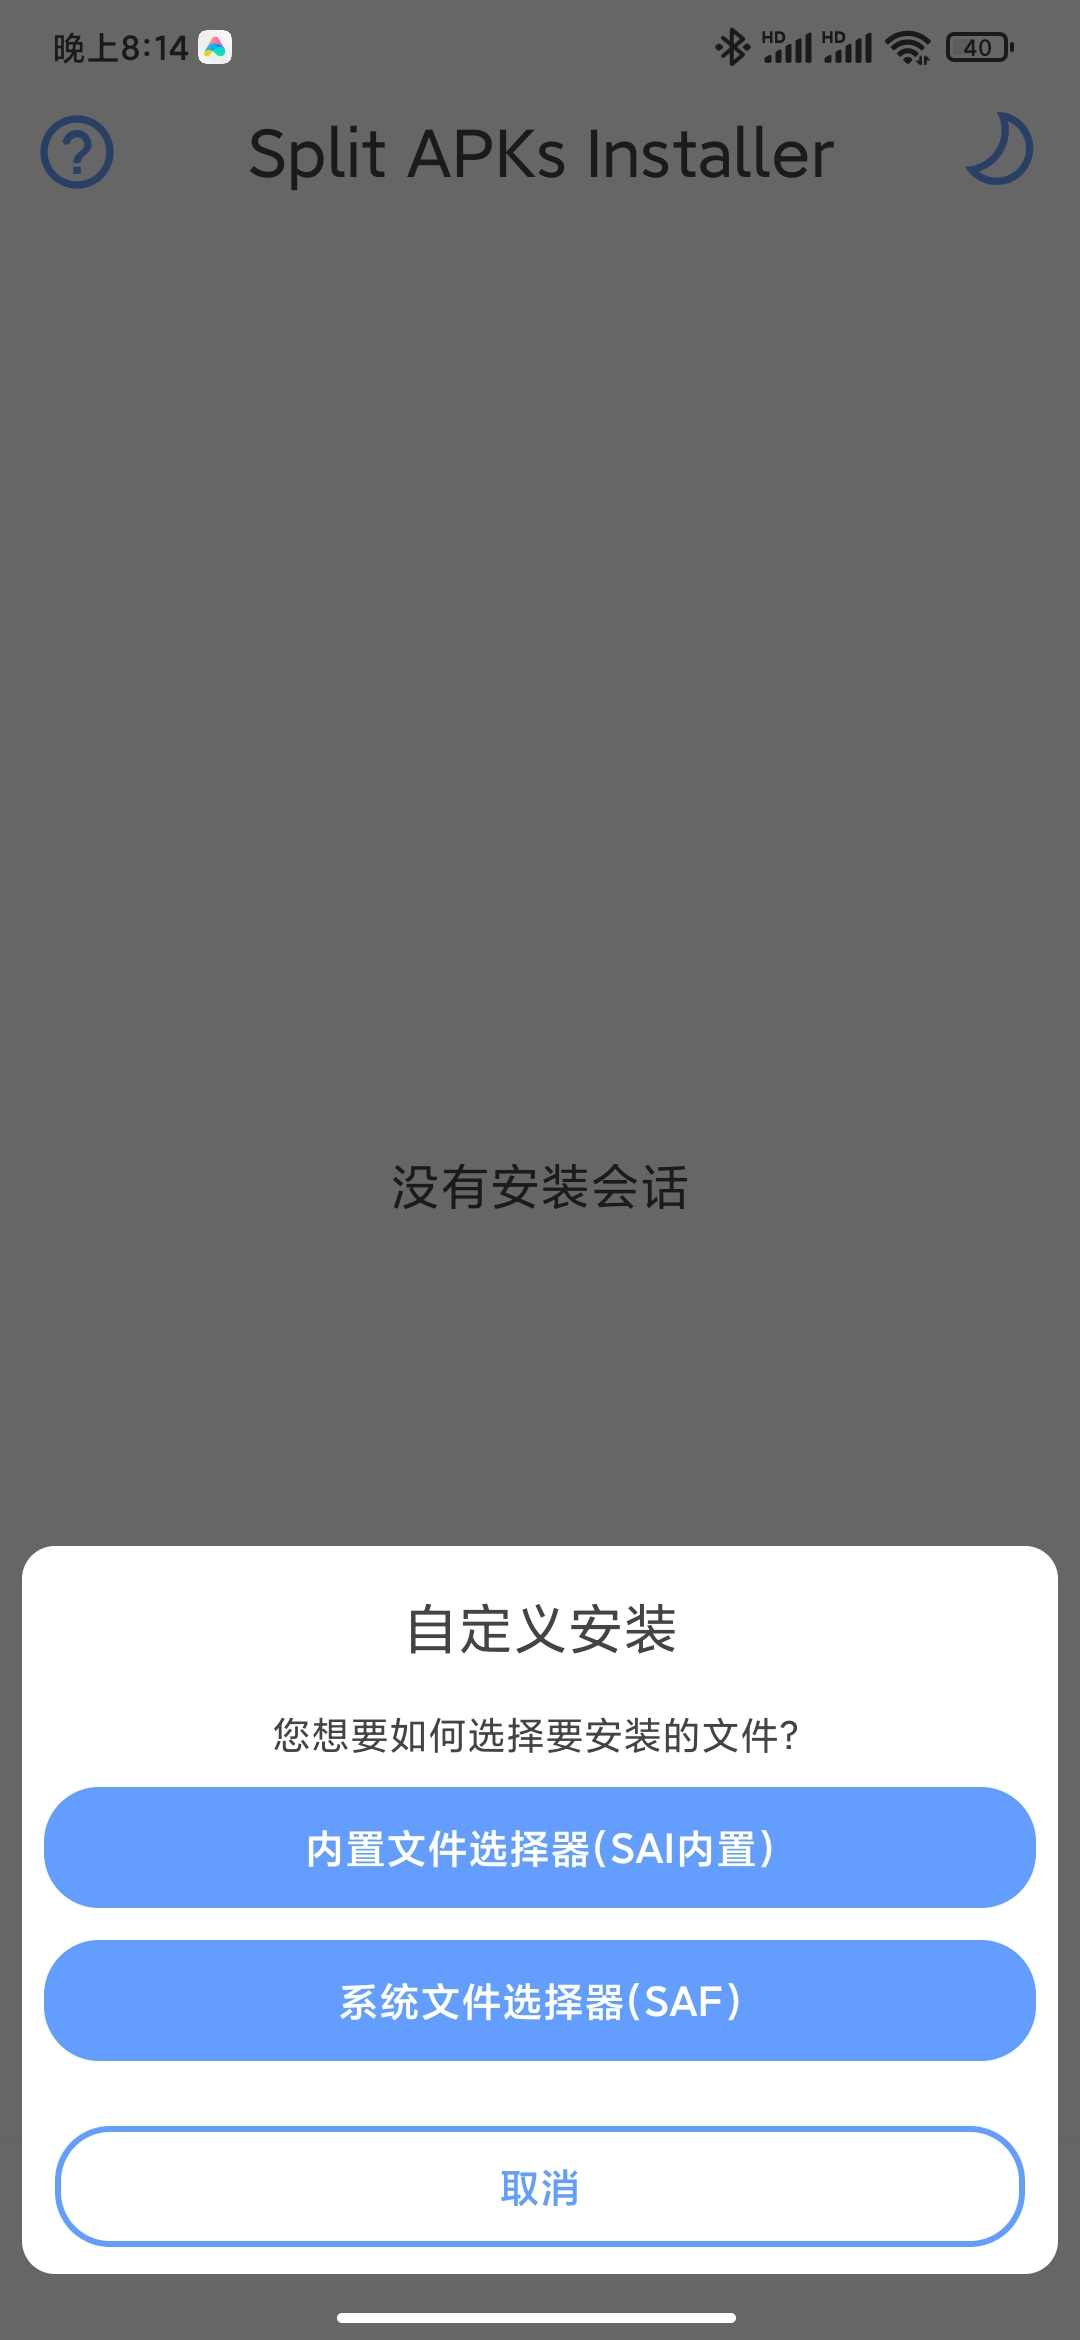 晚上8:14
HD HD 40
Split APKs Installer
没有安装会话
自定义安装
您想要如何选择要安装的文件?
内置文件选择器(SAI内置)
系统文件选择器(SAF)
取消